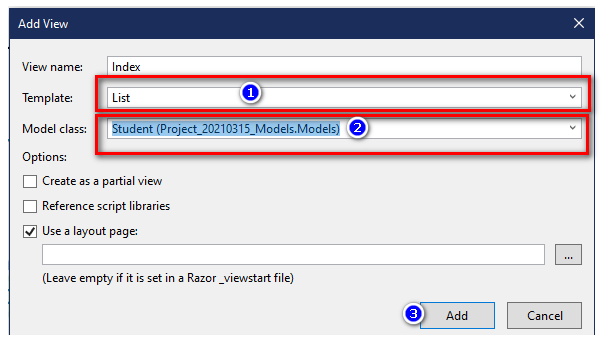 Add View
View name: Index
Template: List 1
Model class: Student (Project_20210315_Models.Models) 2
Options:
Create as a partial view
Reference script libraries
Use a layout page:
...
(Leave empty if it is set in a Razor _viewstart file)
3 Add Cancel